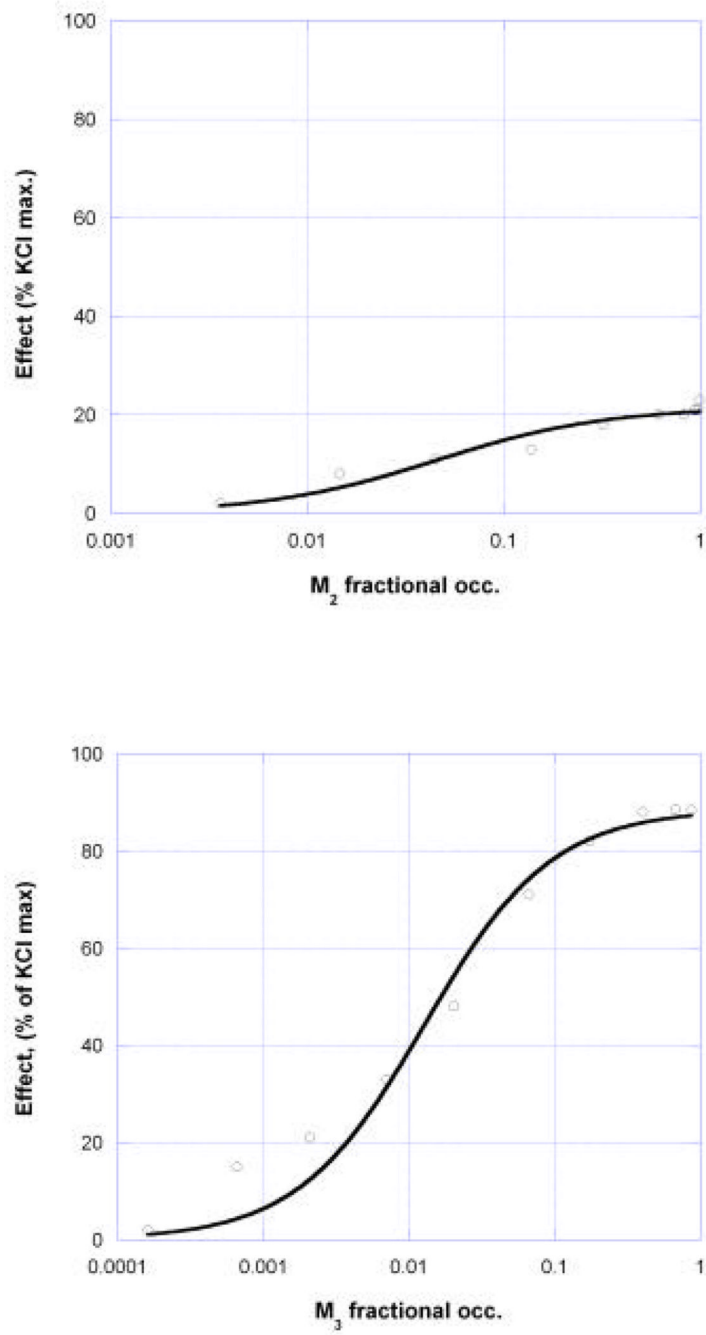 100
80
60
40
20
0
Effect (% KCl max.)
0.001 0.01 0.1 1
M₂ fractional occ.
100
80
60
40
20
0
Effect, (% of KCl max)
0.0001 0.001 0.01 0.1 1
M₃ fractional occ.